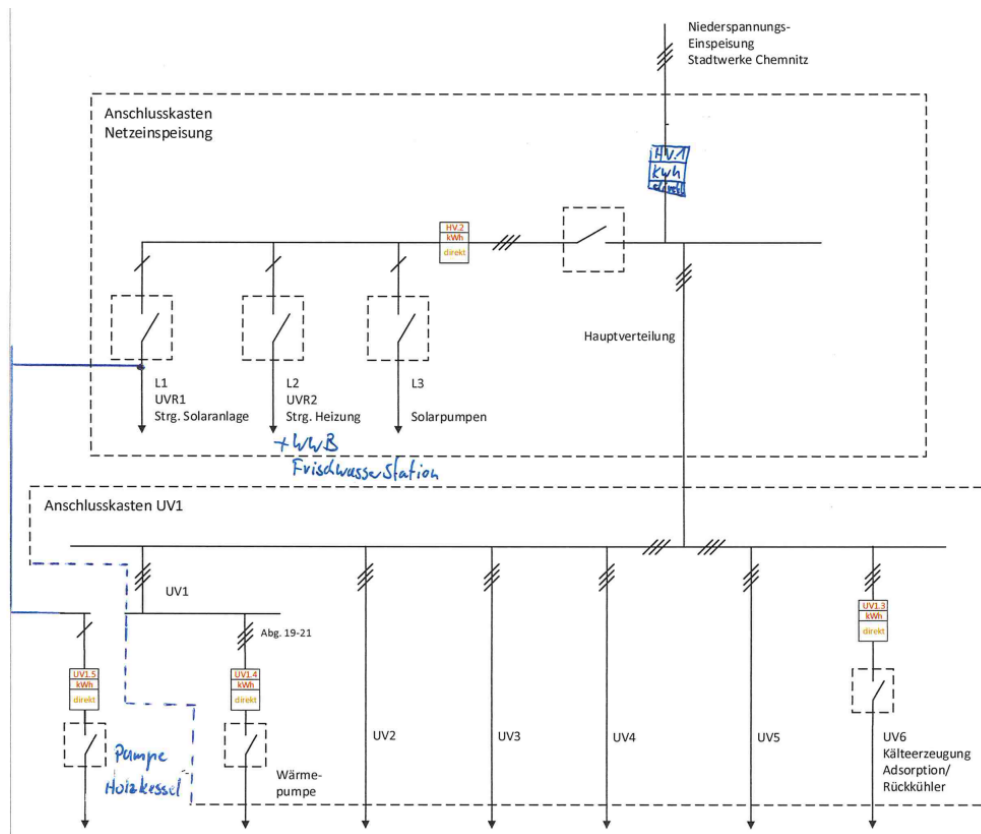 Niederspannungs-
Einspeisung
Stadtwerke Chemnitz
Anschlusskasten
Netzeinspeisung
HV.1
kWh
direkt
HV.2
kWh
direkt
Hauptverteilung
L1
UVR1
Strg. Solaranlage
L2
UVR2
Strg. Heizung
L3
Solarpumpen
+WWB
Frischwasserstation
Anschlusskasten UV1
UV1
Abg. 19-21
UV1.3
kWh
direkt
UV1.5
kWh
direkt
UV1.4
kWh
direkt
UV2
UV3
UV4
UV5
UV6
Kälteerzeugung
Adsorption/
Rückkühler
Pumpe
Holzkessel
Wärme-
pumpe